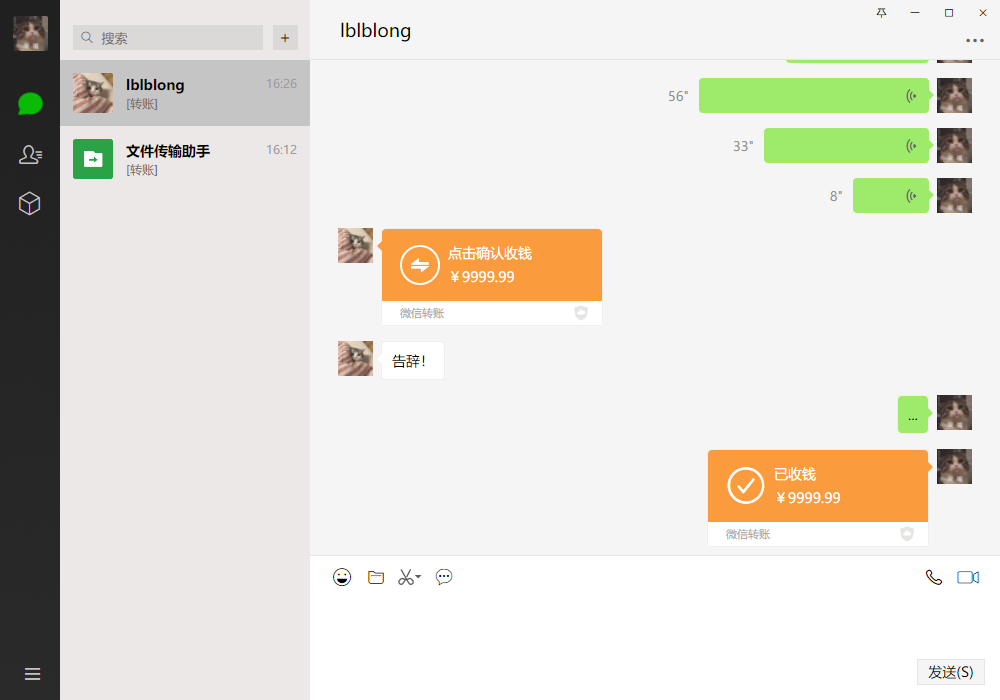 搜索
+
lblblong
16:26
[转账]
文件传输助手
16:12
[转账]
lblblong
56"
33"
8"
点击确认收钱
¥9999.99
微信转账
告辞!
...
已收钱
¥9999.99
微信转账
发送(S)